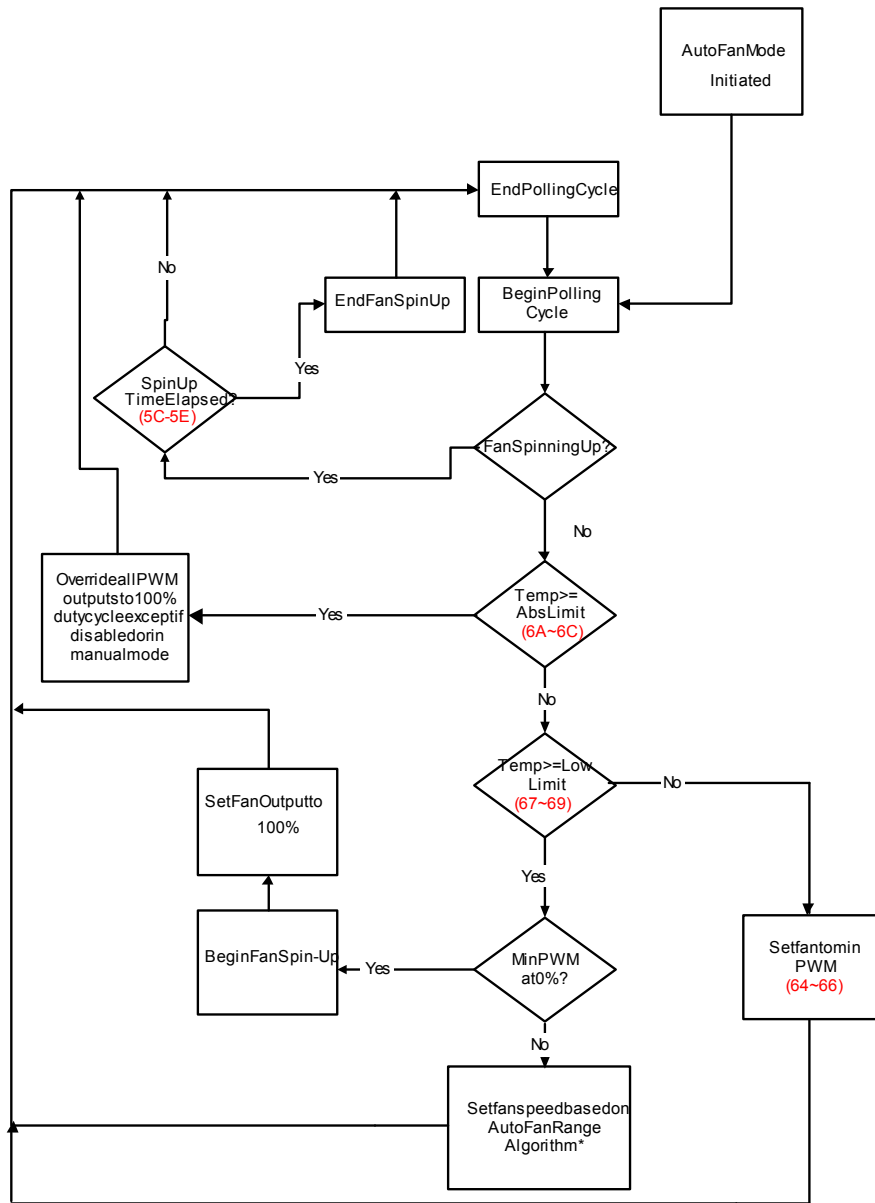 AutoFanMode
Initiated
EndPollingCycle
No
EndFanSpinUp
BeginPolling
Cycle
Yes
SpinUp
TimeElapsed?
(5C-5E)
FanSpinningUp?
Yes
No
OverrideallPWM
outputsto100%
dutycycleexceptif
disabledorin
manualmode
Yes
Temp>=
AbsLimit
(6A~6C)
No
Temp>=Low
Limit
(67~69)
No
SetFanOutputto
100%
Yes
BeginFanSpin-Up
Yes
MinPWM
at0%?
Setfantomin
PWM
(64~66)
No
Setfanspeedbasedon
AutoFanRange
Algorithm*